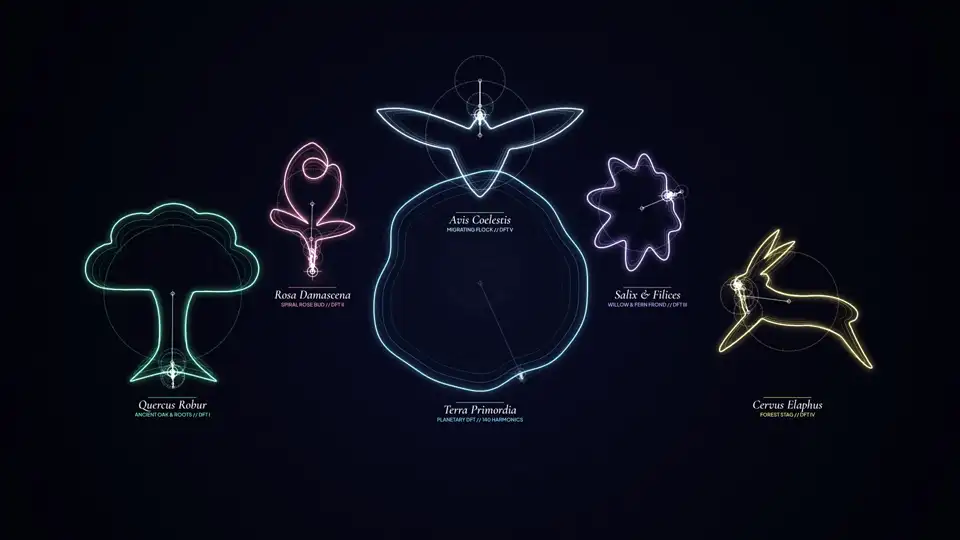 Avis Coelestis
MIGRATING FLOCK // DFT V
Rosa Damascena
SPIRAL ROSE BUD // DFT II
Salix & Filices
WILLOW & FERN FROND // DFT III
Quercus Robur
ANCIENT OAK & ROOTS // DFT I
Terra Primordia
PLANETARY DFT // 140 HARMONICS
Cervus Elaphus
FOREST STAG // DFT IV